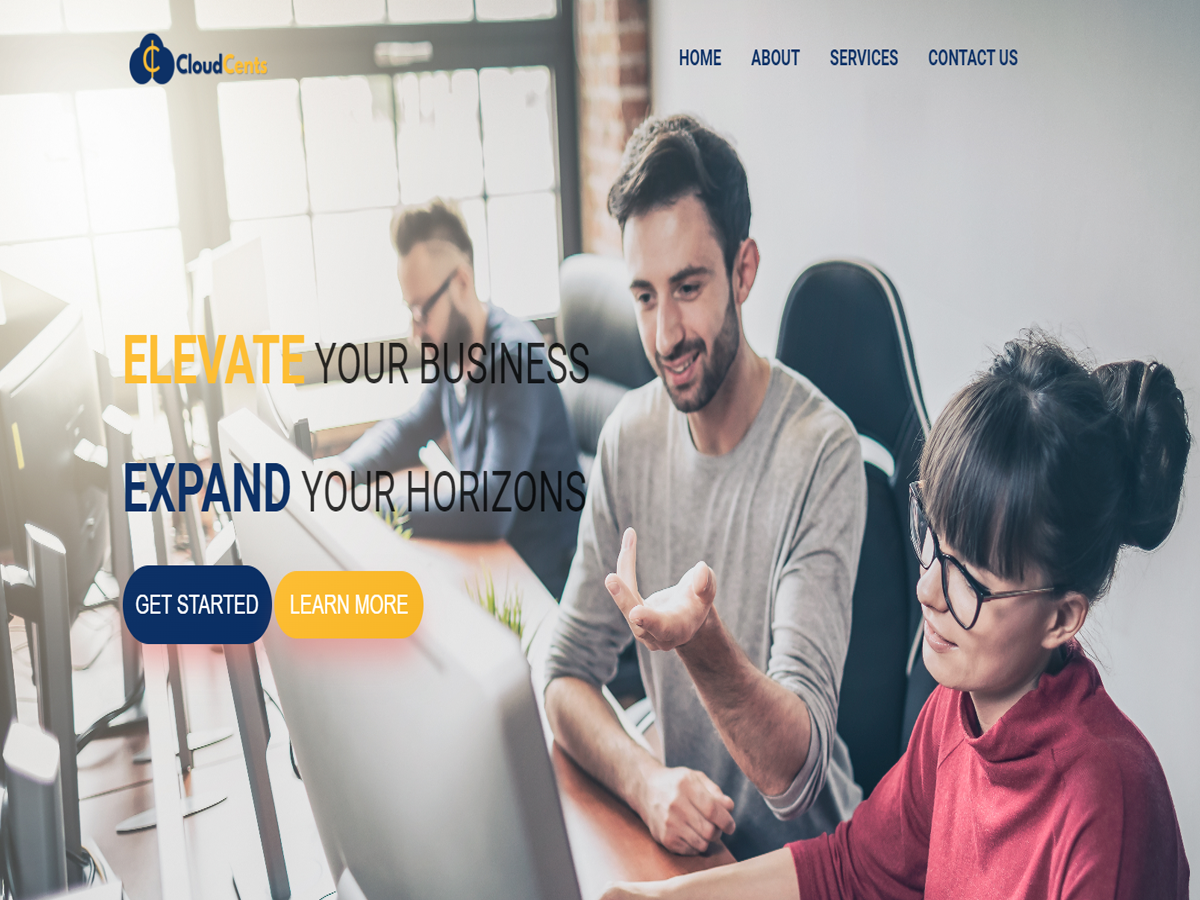 CloudCents
HOME ABOUT SERVICES CONTACT US
ELEVATE YOUR BUSINESS
EXPAND YOUR HORIZONS
GET STARTED LEARN MORE